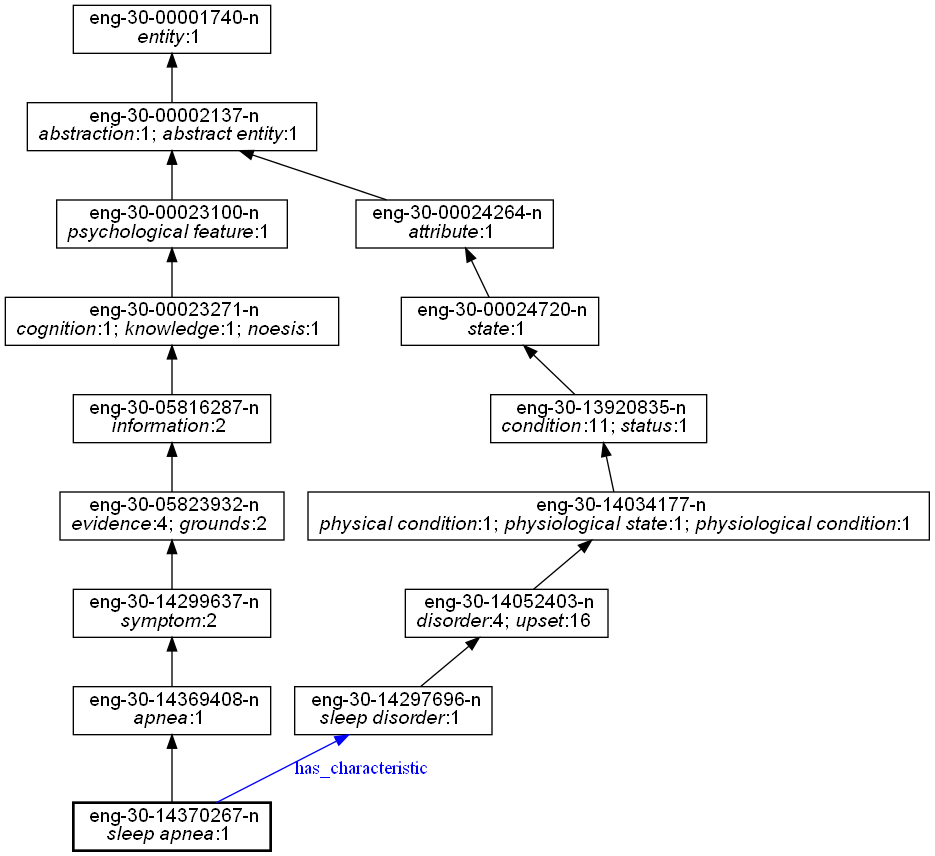 eng-30-00001740-n
entity:1
eng-30-00002137-n
abstraction:1; abstract entity:1
eng-30-00023100-n
psychological feature:1
eng-30-00024264-n
attribute:1
eng-30-00023271-n
cognition:1; knowledge:1; noesis:1
eng-30-00024720-n
state:1
eng-30-05816287-n
information:2
eng-30-13920835-n
condition:11; status:1
eng-30-05823932-n
evidence:4; grounds:2
eng-30-14034177-n
physical condition:1; physiological state:1; physiological condition:1
eng-30-14299637-n
symptom:2
eng-30-14052403-n
disorder:4; upset:16
eng-30-14369408-n
apnea:1
eng-30-14297696-n
sleep disorder:1
has_characteristic
eng-30-14370267-n
sleep apnea:1